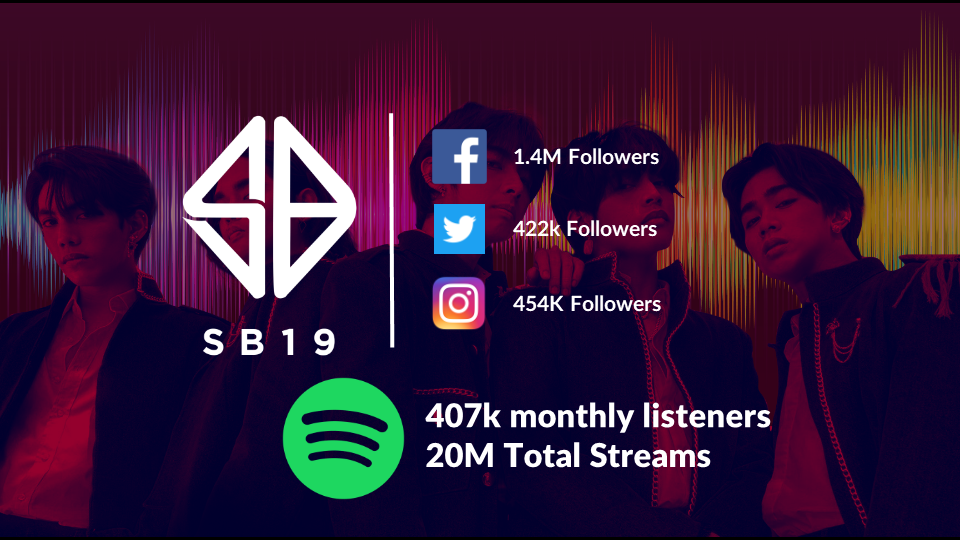 SB19
1.4M Followers
422k Followers
454K Followers
407k monthly listeners
20M Total Streams